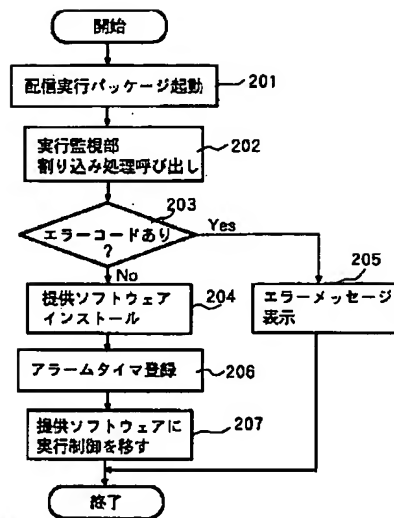 開始
配信実行パッケージ起動
201
実行監視部
割り込み処理呼び出し
202
203
エラーコードあり
?
Yes
No
提供ソフトウェア
インストール
204
205
エラーメッセージ
表示
アラームタイマ登録
206
提供ソフトウェアに
実行制御を移す
207
終了